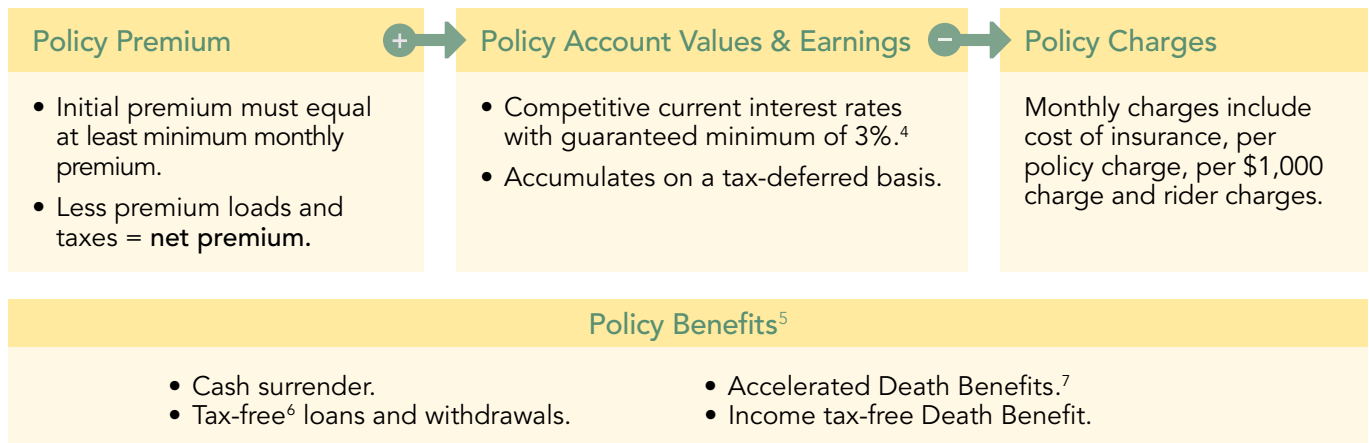 Policy Premium
+
Policy Account Values & Earnings
−
Policy Charges
• Initial premium must equal
at least minimum monthly
premium.
• Less premium loads and
taxes = net premium.
• Competitive current interest rates
with guaranteed minimum of 3%.4
• Accumulates on a tax-deferred basis.
Monthly charges include
cost of insurance, per
policy charge, per $1,000
charge and rider charges.
Policy Benefits5
• Cash surrender.
• Tax-free6 loans and withdrawals.
• Accelerated Death Benefits.7
• Income tax-free Death Benefit.